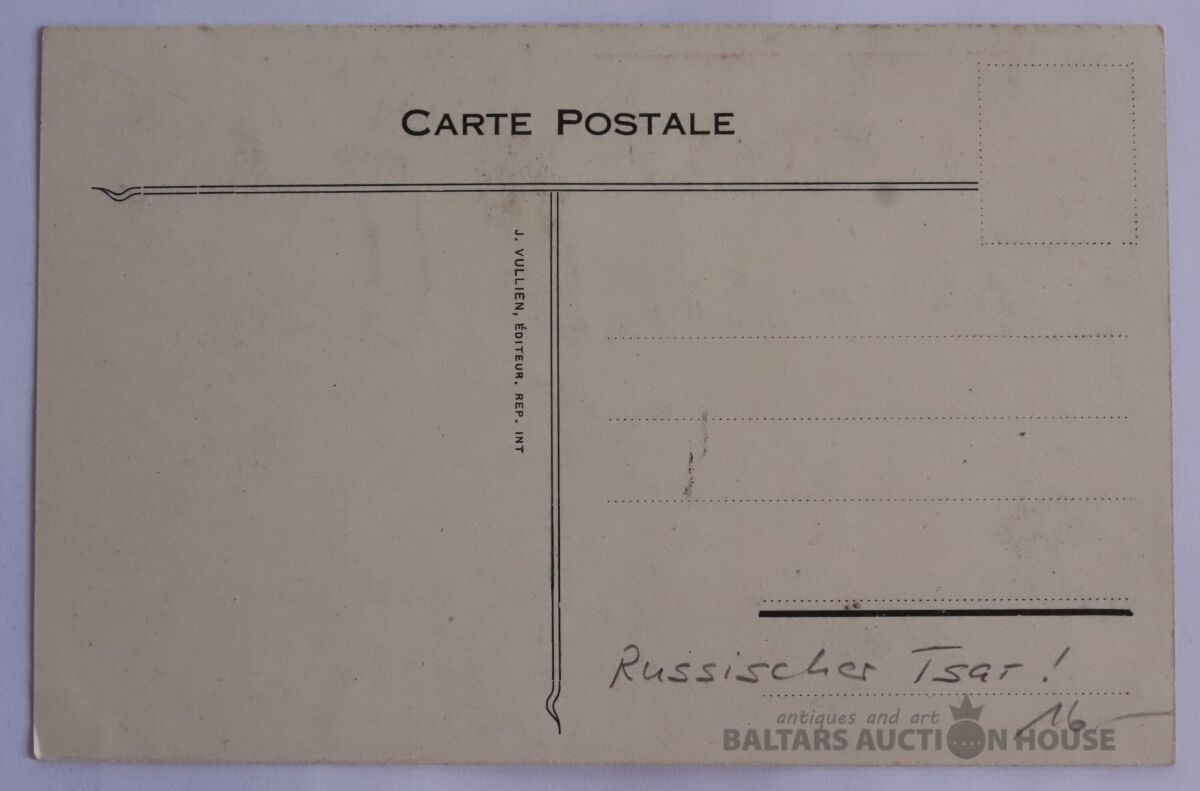 CARTE POSTALE
J. VULLIEN, ÉDITEUR. REP. INT
Russischer Tsar!
16-
antiques and art
BALTARS AUCTION HOUSE